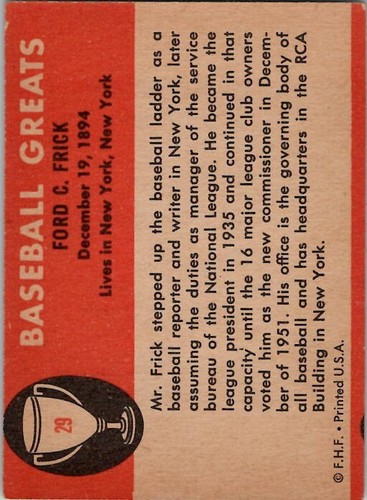 29
BASEBALL GREATS
FORD C. FRICK
December 19, 1894
Lives in New York, New York
Mr. Frick stepped up the baseball ladder as a
baseball reporter and writer in New York, later
assuming the duties as manager of the service
bureau of the National League. He became the
league president in 1935 and continued in that
capacity until the 16 major league club owners
voted him as the new commissioner in Decem-
ber of 1951. His office is the governing body of
all baseball and has headquarters in the RCA
Building in New York.
© F.H.F. • Printed U.S.A.